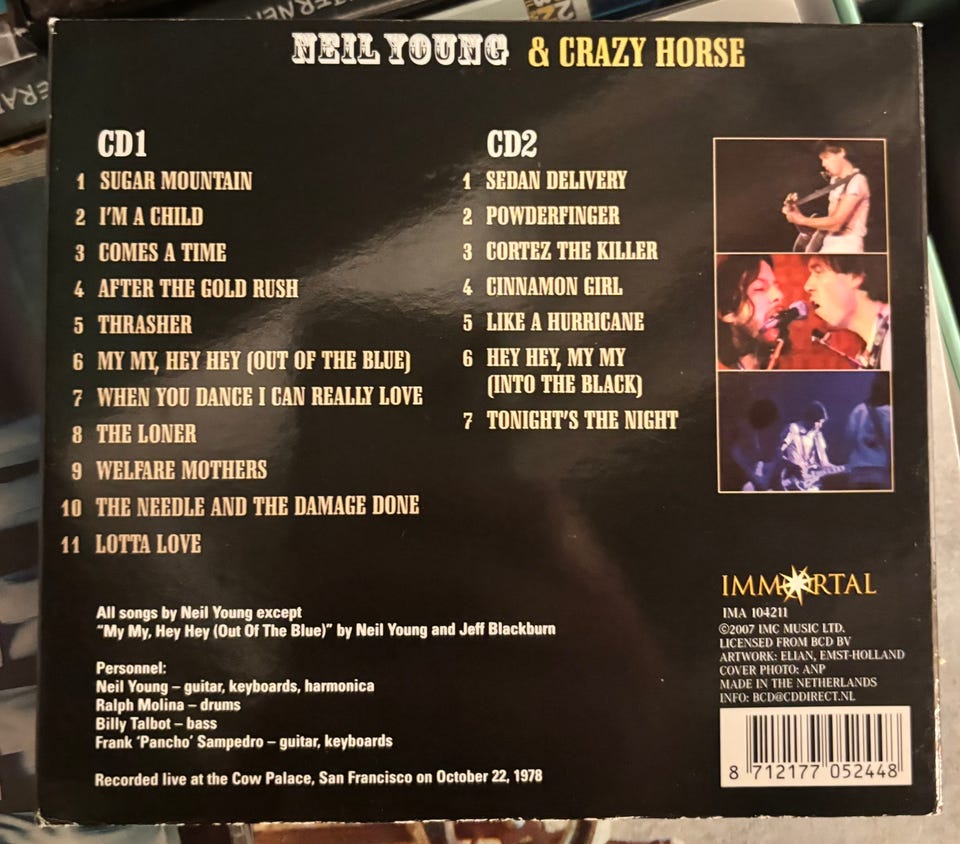 NEIL YOUNG & CRAZY HORSE
CD1
1 SUGAR MOUNTAIN
2 I'M A CHILD
3 COMES A TIME
4 AFTER THE GOLD RUSH
5 THRASHER
6 MY MY, HEY HEY (OUT OF THE BLUE)
7 WHEN YOU DANCE I CAN REALLY LOVE
8 THE LONER
9 WELFARE MOTHERS
10 THE NEEDLE AND THE DAMAGE DONE
11 LOTTA LOVE
CD2
1 SEDAN DELIVERY
2 POWDERFINGER
3 CORTEZ THE KILLER
4 CINNAMON GIRL
5 LIKE A HURRICANE
6 HEY HEY, MY MY
(INTO THE BLACK)
7 TONIGHT'S THE NIGHT
All songs by Neil Young except
"My My, Hey Hey (Out Of The Blue)" by Neil Young and Jeff Blackburn
Personnel:
Neil Young – guitar, keyboards, harmonica
Ralph Molina – drums
Billy Talbot – bass
Frank 'Pancho' Sampedro – guitar, keyboards
Recorded live at the Cow Palace, San Francisco on October 22, 1978
IMMORTAL
IMA 104211
©2007 IMC MUSIC LTD.
LICENSED FROM BCD BV
ARTWORK: ELIAN, EMST-HOLLAND
COVER PHOTO: ANP
MADE IN THE NETHERLANDS
INFO: BCD@CDDIRECT.NL
8 712177 052448